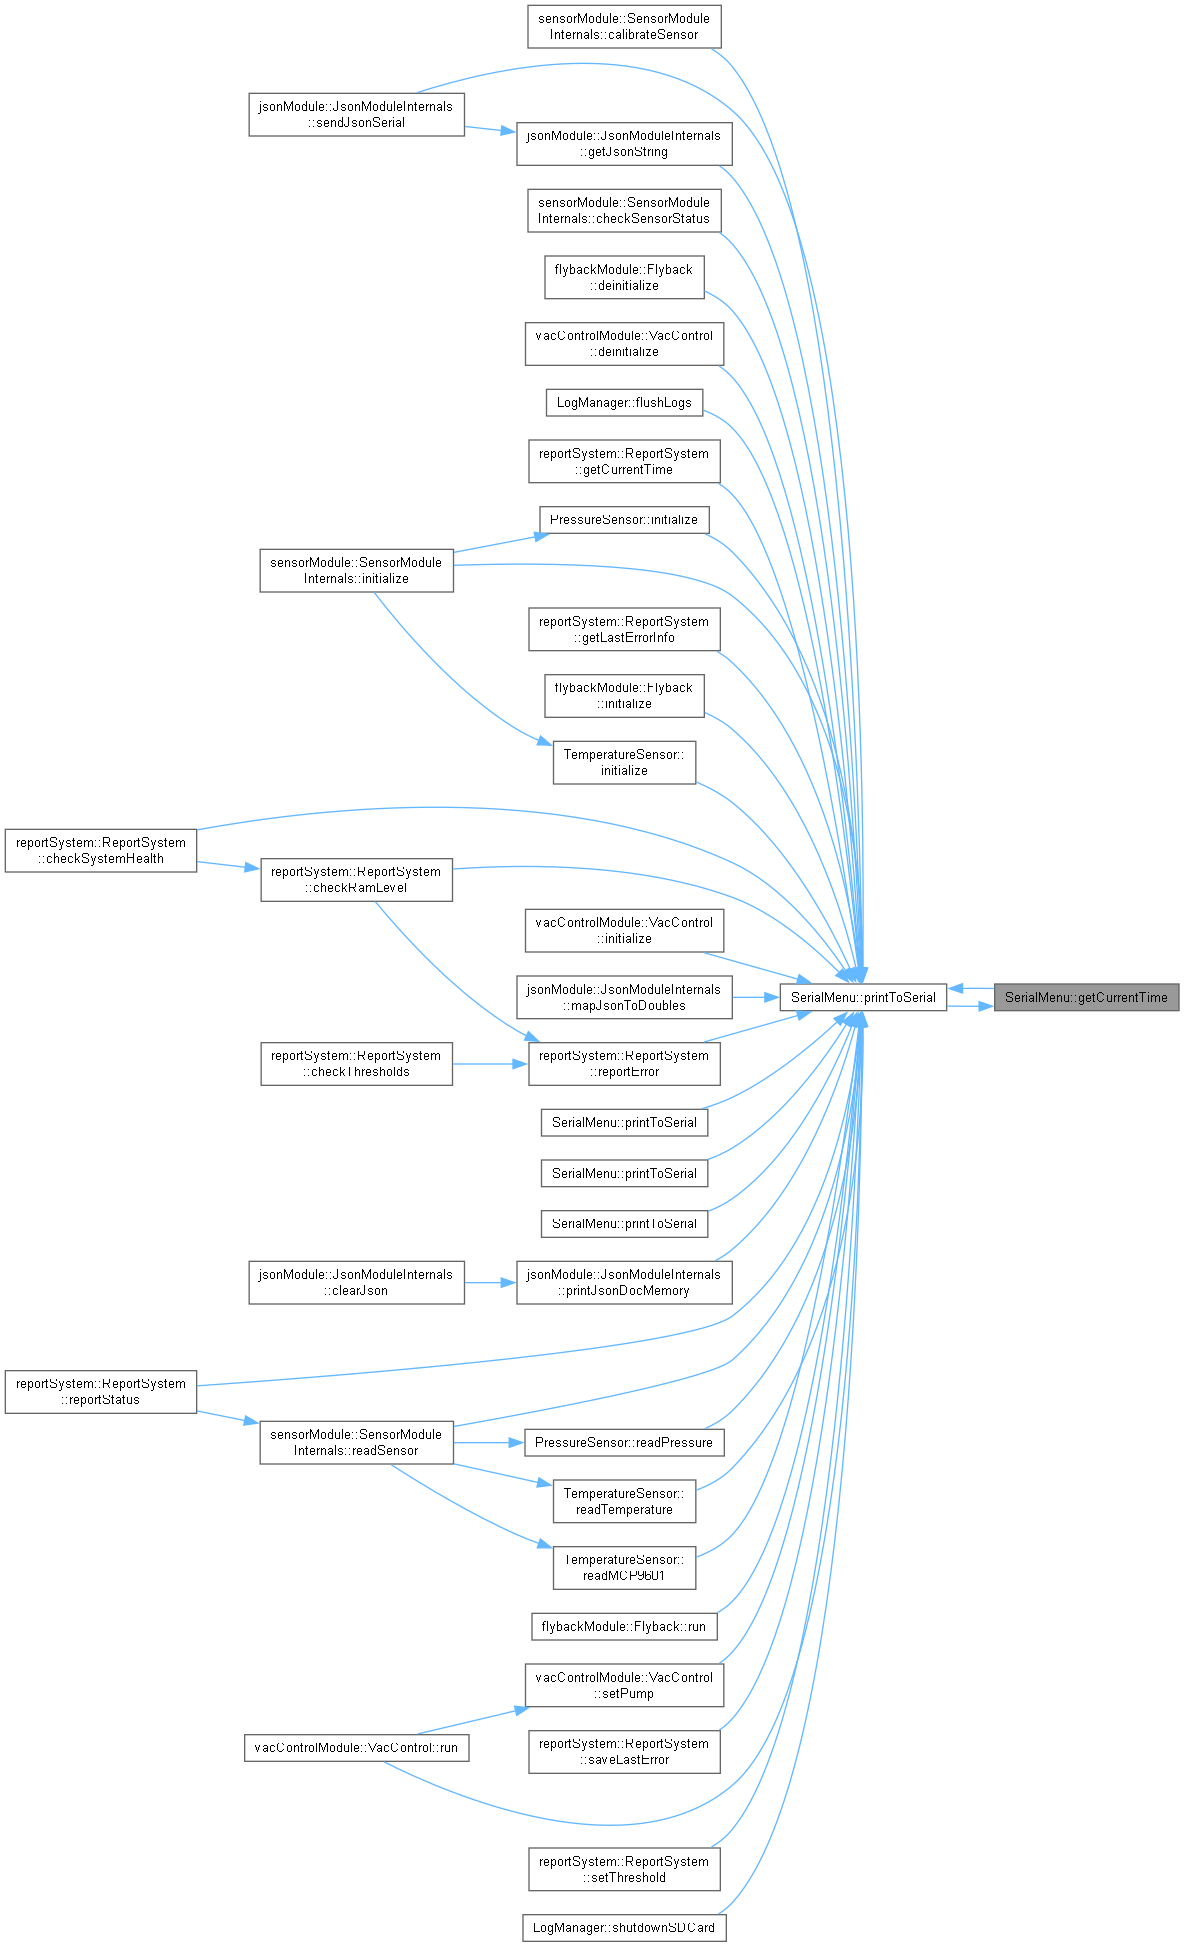 sensorModule::SensorModule
Internals::calibrateSensor
jsonModule::JsonModuleInternals
::sendJsonSerial
jsonModule::JsonModuleInternals
::getJsonString
sensorModule::SensorModule
Internals::checkSensorStatus
flybackModule::Flyback
::deinitialize
vacControlModule::VacControl
::deinitialize
LogManager::flushLogs
reportSystem::ReportSystem
::getCurrentTime
PressureSensor::initialize
sensorModule::SensorModule
Internals::initialize
reportSystem::ReportSystem
::getLastErrorInfo
flybackModule::Flyback
::initialize
TemperatureSensor::
initialize
reportSystem::ReportSystem
::checkSystemHealth
reportSystem::ReportSystem
::checkRamLevel
vacControlModule::VacControl
::initialize
jsonModule::JsonModuleInternals
::mapJsonToDoubles
SerialMenu::printToSerial
SerialMenu::getCurrentTime
reportSystem::ReportSystem
::checkThresholds
reportSystem::ReportSystem
::reportError
SerialMenu::printToSerial
SerialMenu::printToSerial
SerialMenu::printToSerial
jsonModule::JsonModuleInternals
::clearJson
jsonModule::JsonModuleInternals
::printJsonDocMemory
reportSystem::ReportSystem
::reportStatus
sensorModule::SensorModule
Internals::readSensor
PressureSensor::readPressure
TemperatureSensor::
readTemperature
TemperatureSensor::
readMCP9601
flybackModule::Flyback::run
vacControlModule::VacControl
::setPump
vacControlModule::VacControl::run
reportSystem::ReportSystem
::saveLastError
reportSystem::ReportSystem
::setThreshold
LogManager::shutdownSDCard